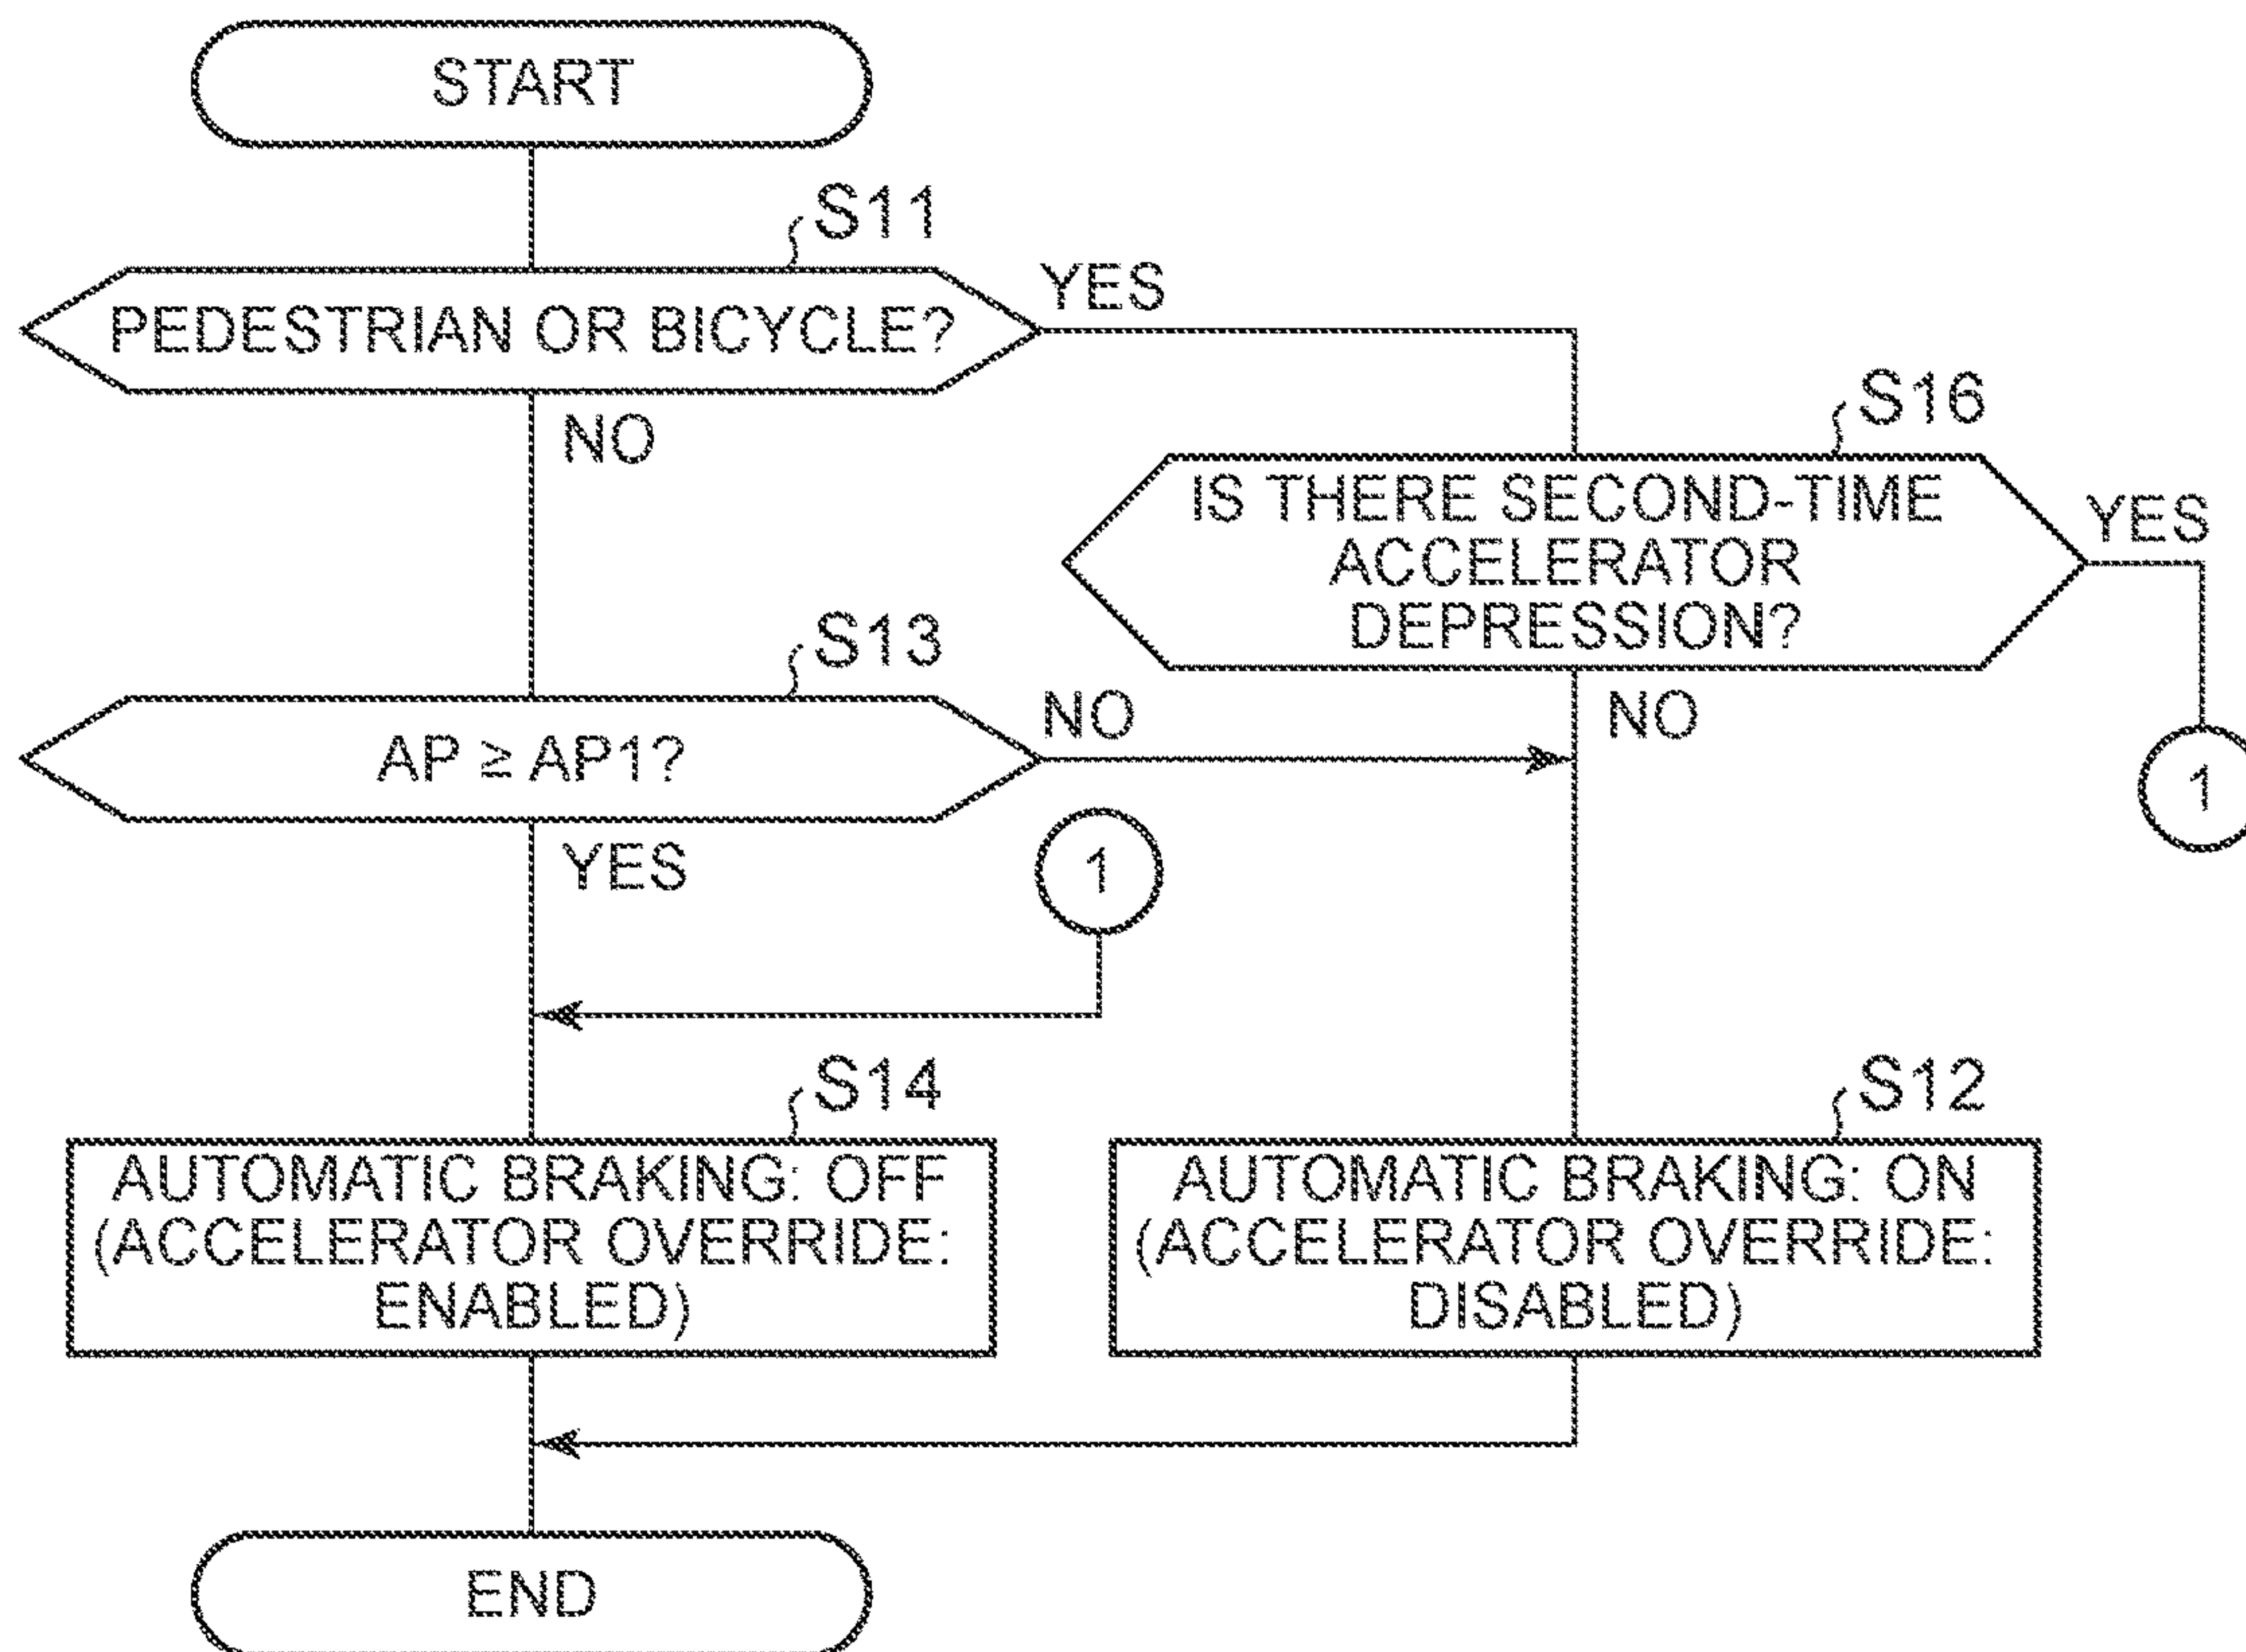 START
S11
PEDESTRIAN OR BICYCLE?
YES
NO
S16
IS THERE SECOND-TIME
ACCELERATOR
DEPRESSION?
YES
NO
1
S13
AP ≥ AP1?
NO
YES
1
S14
AUTOMATIC BRAKING: OFF
(ACCELERATOR OVERRIDE:
ENABLED)
S12
AUTOMATIC BRAKING: ON
(ACCELERATOR OVERRIDE:
DISABLED)
END